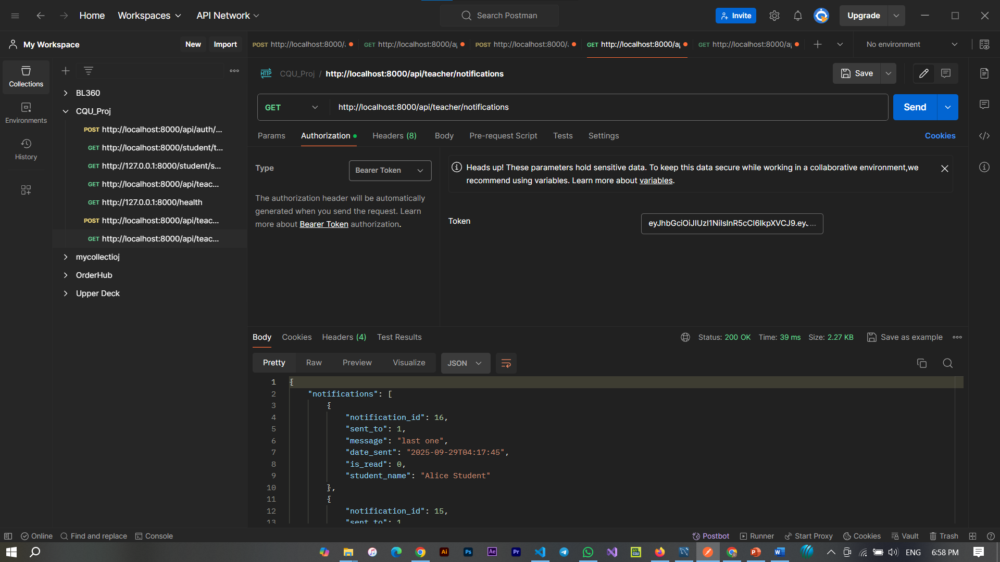 Home
Workspaces
API Network
Search Postman
Invite
Upgrade
My Workspace
New
Import
POST http://localhost:8000/
GET http://localhost:8000/a
POST http://localhost:8000/
GET http://localhost:8000/a
GET http://localhost:8000/a
No environment
Collections
Environments
History
BL360
CQU_Proj
POST http://localhost:8000/api/auth/...
GET http://localhost:8000/student/t...
GET http://127.0.0.1:8000/student/s...
GET http://localhost:8000/api/teac...
GET http://127.0.0.1:8000/health
POST http://localhost:8000/api/teac...
GET http://localhost:8000/api/teac...
mycollectioj
OrderHub
Upper Deck
HTTP CQU_Proj / http://localhost:8000/api/teacher/notifications
Save
GET http://localhost:8000/api/teacher/notifications
Send
Params Authorization Headers (8) Body Pre-request Script Tests Settings Cookies
Type
Bearer Token
The authorization header will be automatically
generated when you send the request. Learn
more about Bearer Token authorization.
Heads up! These parameters hold sensitive data. To keep this data secure while working in a collaborative environment,we
recommend using variables. Learn more about variables.
Token
eyJhbGciOiJIUzI1NiIsInR5cCI6IkpXVCJ9.eyJ...
Body Cookies Headers (4) Test Results
Status: 200 OK Time: 39 ms Size: 2.27 KB Save as example
Pretty Raw Preview Visualize JSON
1 {
2 "notifications": [
3 {
4 "notification_id": 16,
5 "sent_to": 1,
6 "message": "last one",
7 "date_sent": "2025-09-29T04:17:45",
8 "is_read": 0,
9 "student_name": "Alice Student"
10 },
11 {
12 "notification_id": 15,
13 "sent_to": 1
Online Find and replace Console
Postbot Runner Start Proxy Cookies Vault Trash
Ai
Ps
Ae
Pr
MY CQU
P
W
ENG
6:58 PM